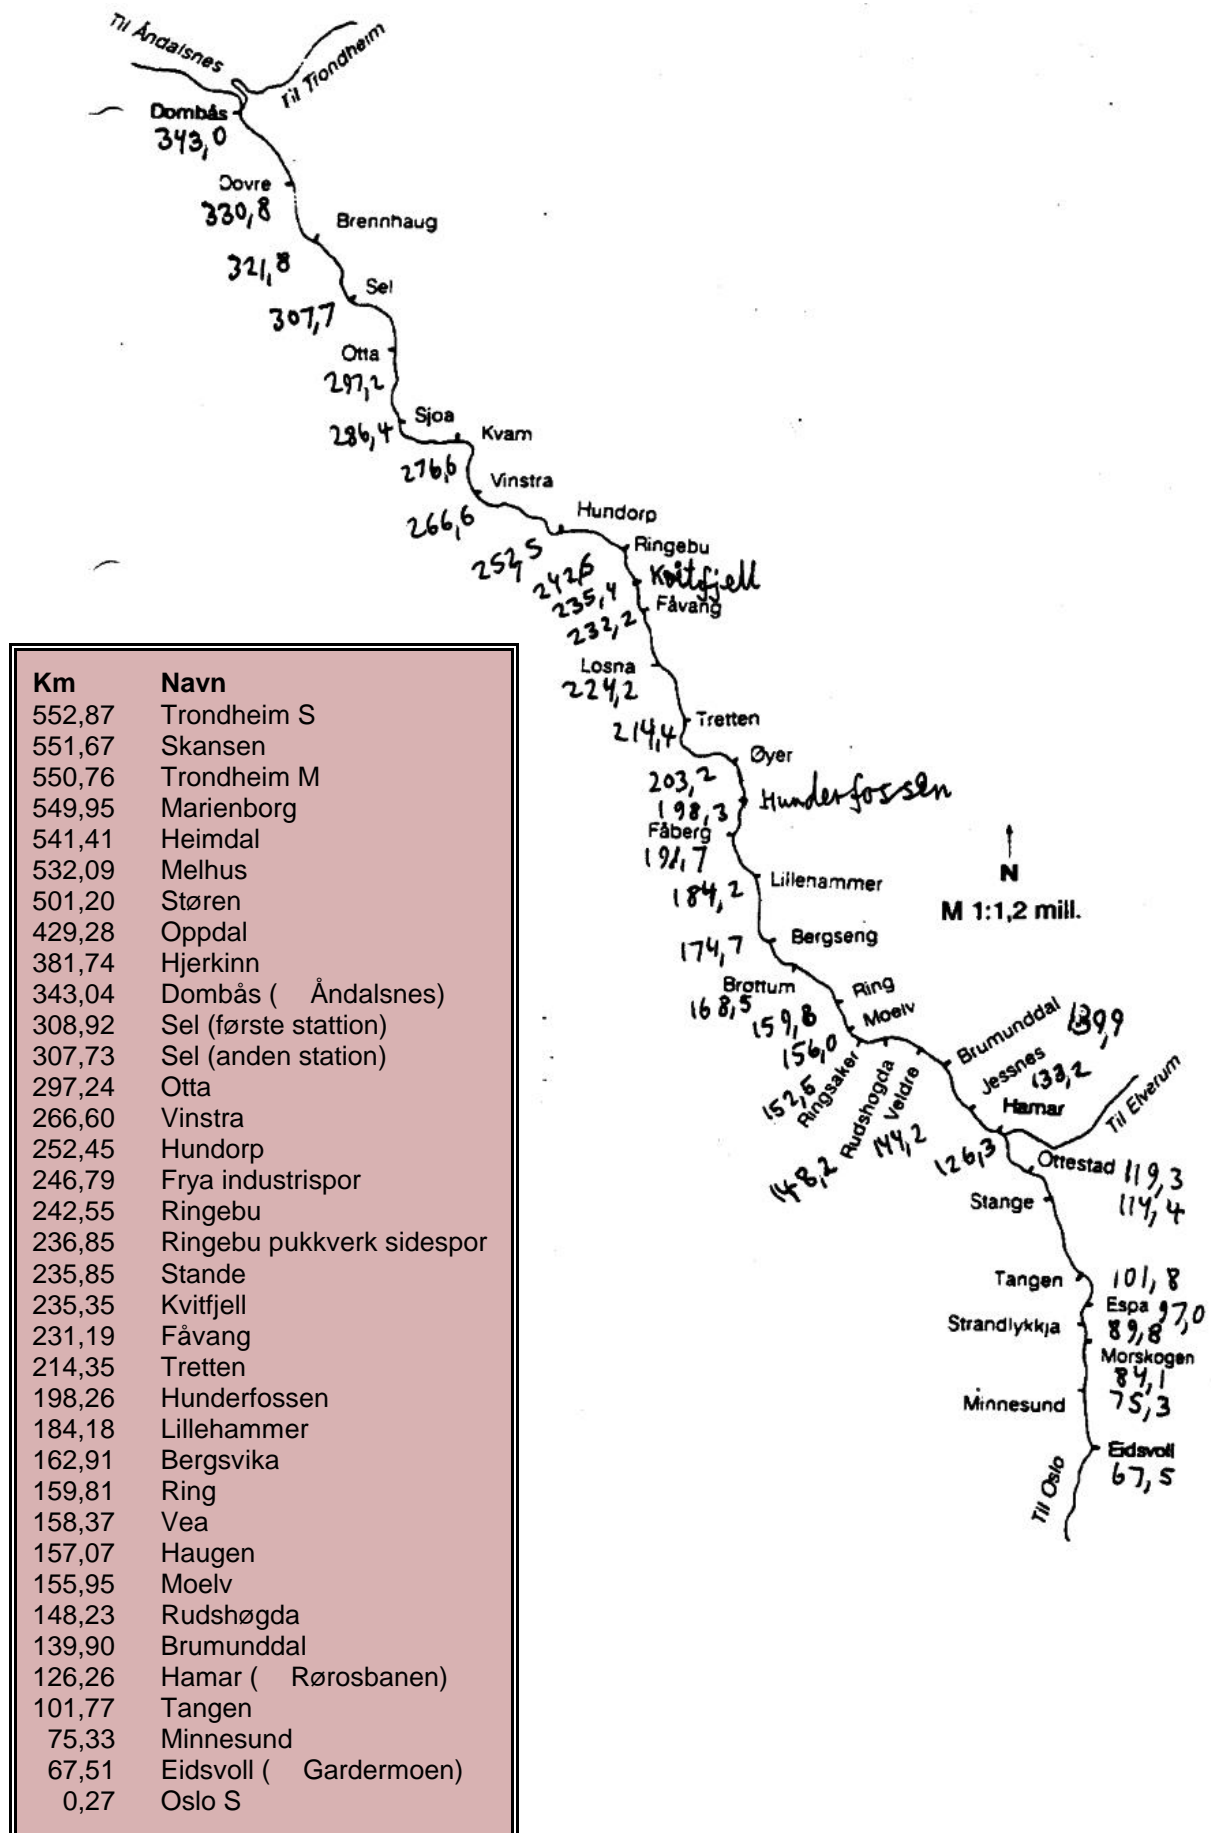 Til Åndalsnes
Til Trondheim
Dombås
343,0
Dovre
330,8
Brennhaug
321,8
Sel
307,7
Otta
297,2
Sjoa
286,4
Kvam
276,6
Vinstra
266,6
Hundorp
252,5
Ringebu
242,6
Kvitfjell
235,4
Fåvang
232,2
Losna
224,2
Tretten
214,4
Øyer
203,2
Hunderfossen
198,3
Fåberg
191,7
Lillehammer
184,2
N
M 1:1,2 mill.
Bergseng
174,7
Brøttum
168,5
Ring
159,8
Moelv
156,0
Ringsaker
152,5
Rudshøgda
148,2
Veldre
144,2
Brumunddal
139,9
Jessnes
133,2
Hamar
126,3
Til Elverum
Ottestad 119,3
Stange
114,4
Tangen
101,8
Espa 97,0
Strandlykkja
89,8
Morskogen
84,1
Minnesund
75,3
Eidsvoll
67,5
Til Oslo
Km Navn
552,87 Trondheim S
551,67 Skansen
550,76 Trondheim M
549,95 Marienborg
541,41 Heimdal
532,09 Melhus
501,20 Støren
429,28 Oppdal
381,74 Hjerkinn
343,04 Dombås ( Åndalsnes)
308,92 Sel (første stattion)
307,73 Sel (anden station)
297,24 Otta
266,60 Vinstra
252,45 Hundorp
246,79 Frya industrispor
242,55 Ringebu
236,85 Ringebu pukkverk sidespor
235,85 Stande
235,35 Kvitfjell
231,19 Fåvang
214,35 Tretten
198,26 Hunderfossen
184,18 Lillehammer
162,91 Bergsvika
159,81 Ring
158,37 Vea
157,07 Haugen
155,95 Moelv
148,23 Rudshøgda
139,90 Brumunddal
126,26 Hamar ( Rørosbanen)
101,77 Tangen
75,33 Minnesund
67,51 Eidsvoll ( Gardermoen)
0,27 Oslo S